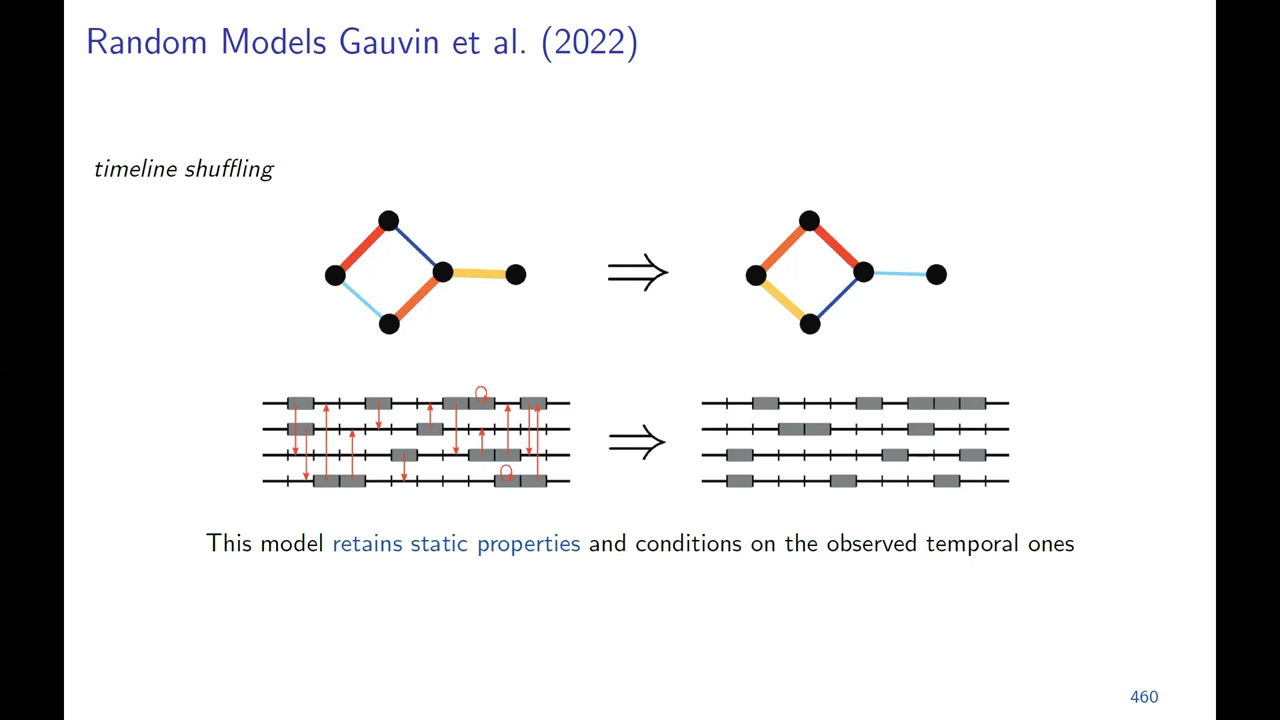 Random Models Gauvin et al. (2022)
timeline shuffling
This model retains static properties and conditions on the observed temporal ones
460